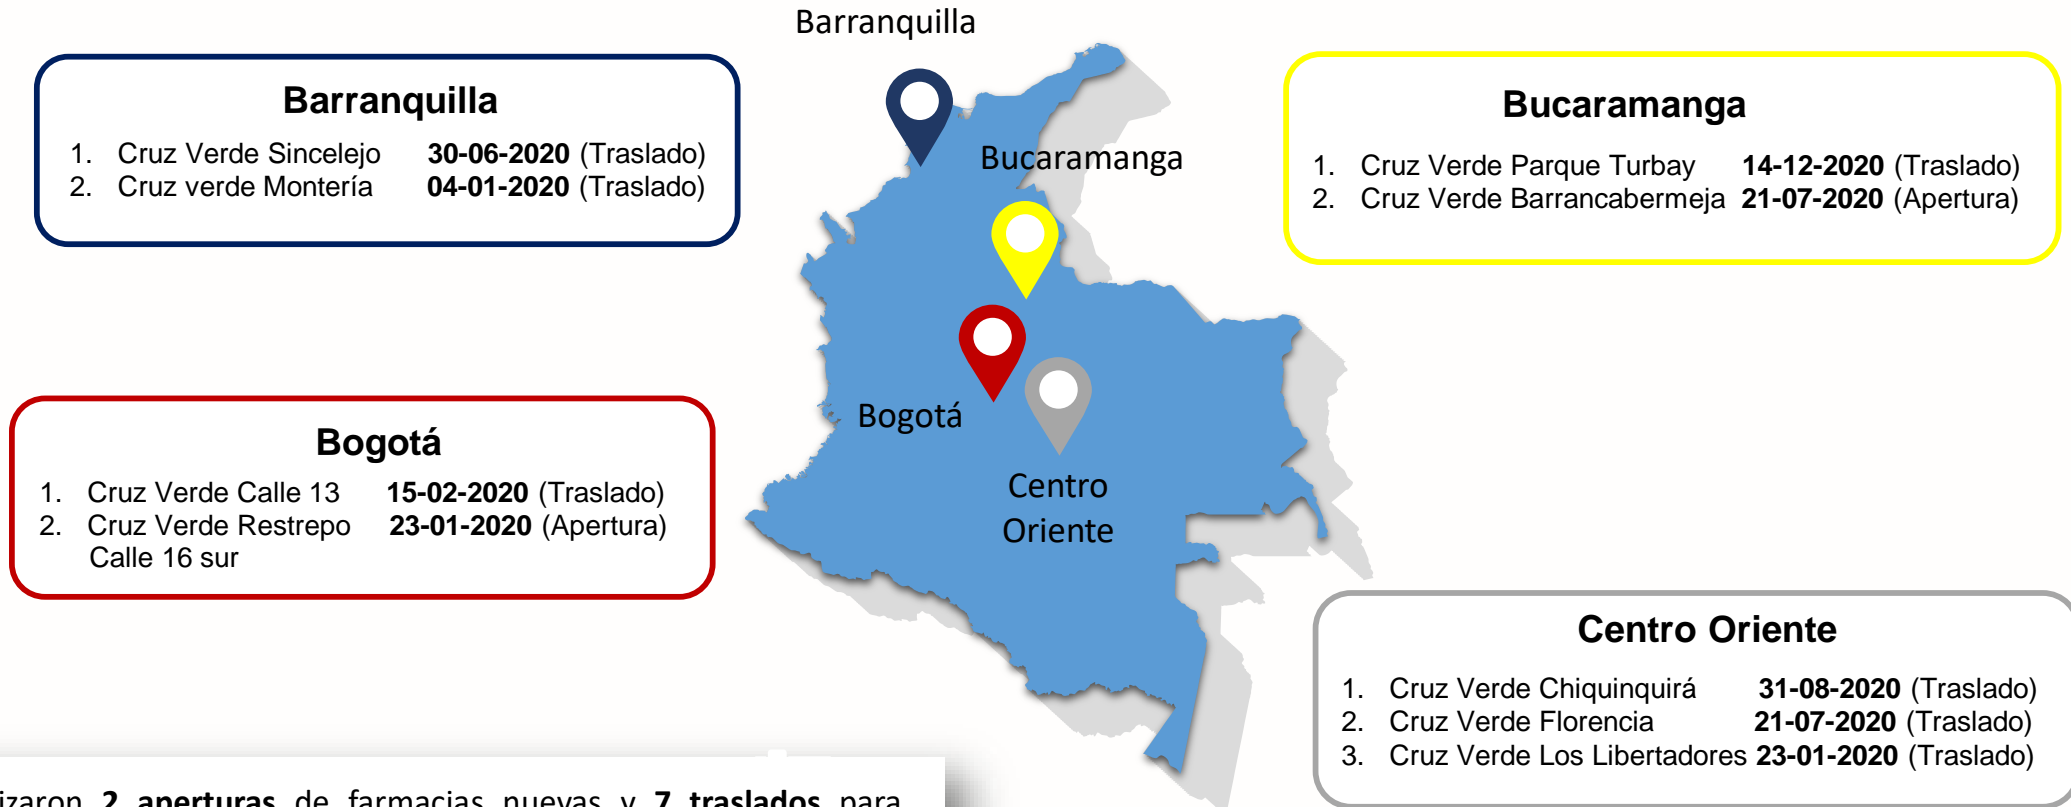 Barranquilla
Barranquilla
1. Cruz Verde Sincelejo 30-06-2020 (Traslado)
2. Cruz verde Montería 04-01-2020 (Traslado)
Bucaramanga
1. Cruz Verde Parque Turbay 14-12-2020 (Traslado)
2. Cruz Verde Barrancabermeja 21-07-2020 (Apertura)
Bucaramanga
Bogotá
Centro
Oriente
Bogotá
1. Cruz Verde Calle 13 15-02-2020 (Traslado)
2. Cruz Verde Restrepo 23-01-2020 (Apertura)
Calle 16 sur
Centro Oriente
1. Cruz Verde Chiquinquirá 31-08-2020 (Traslado)
2. Cruz Verde Florencia 21-07-2020 (Traslado)
3. Cruz Verde Los Libertadores 23-01-2020 (Traslado)
izaron 2 aperturas de farmacias nuevas y 7 traslados para